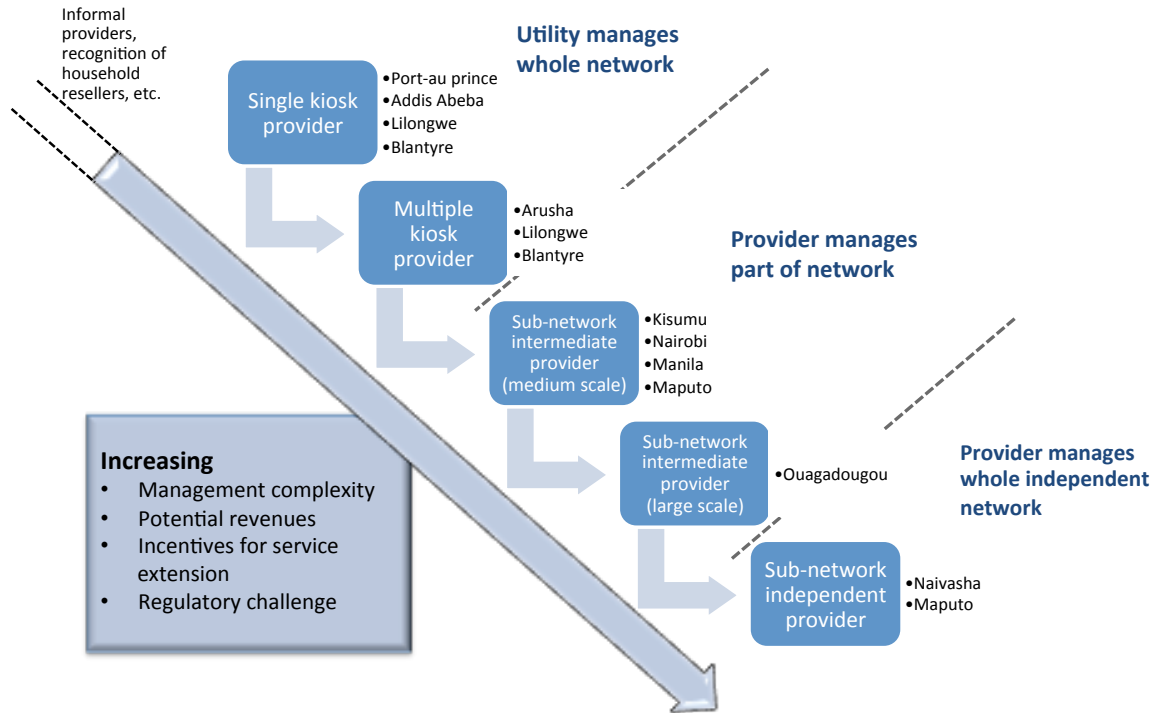 Informal
providers,
recognition of
household
resellers, etc.
Utility manages
whole network
Single kiosk
provider
•Port-au prince
•Addis Abeba
•Lilongwe
•Blantyre
Multiple
kiosk
provider
•Arusha
•Lilongwe
•Blantyre
Provider manages
part of network
Sub-network
intermediate
provider
(medium scale)
•Kisumu
•Nairobi
•Manila
•Maputo
Sub-network
intermediate
provider
(large scale)
•Ouagadougou
Provider manages
whole independent
network
Sub-network
independent
provider
•Naivasha
•Maputo
Increasing
• Management complexity
• Potential revenues
• Incentives for service
extension
• Regulatory challenge